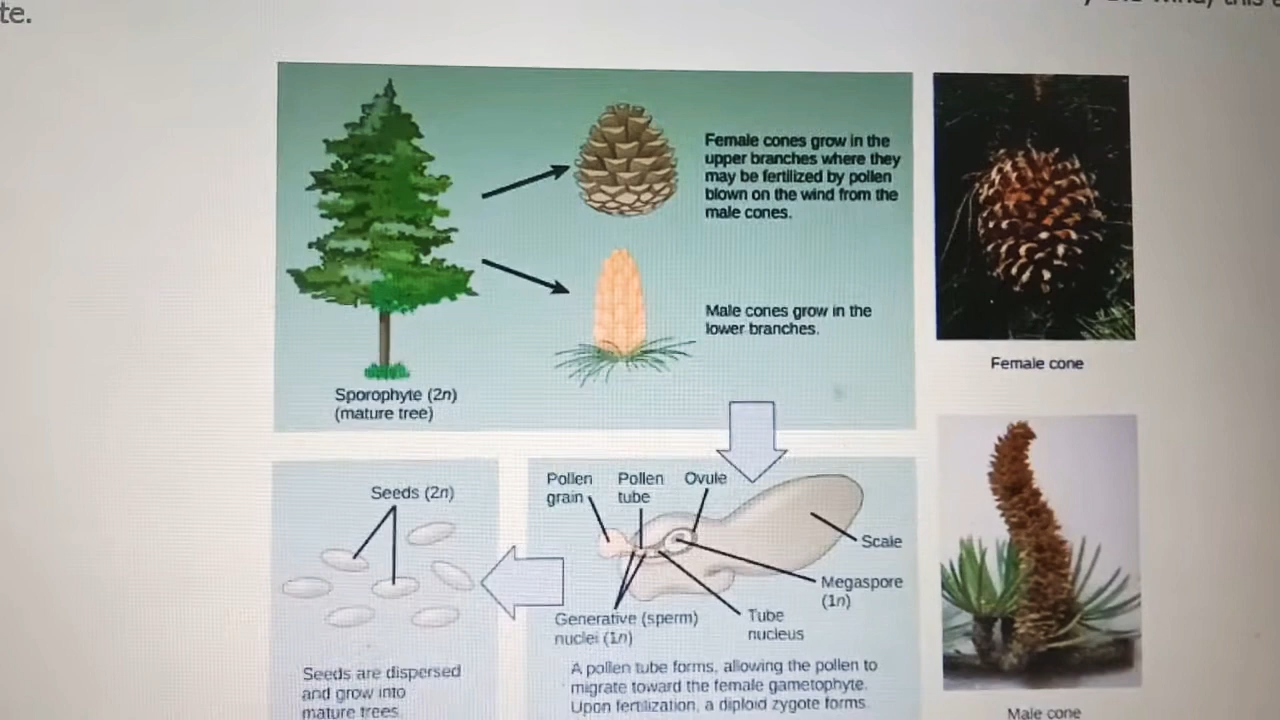 te.
Female cones grow in the
upper branches where they
may be fertilized by pollen
blown on the wind from the
male cones.
Male cones grow in the
lower branches.
Sporophyte (2n)
(mature tree)
Female cone
Pollen
grain
Pollen
tube
Ovule
Scale
Megaspore
(1n)
Tube
nucleus
Generative (sperm)
nuclei (1n)
A pollen tube forms, allowing the pollen to
migrate toward the female gametophyte.
Upon fertilization, a diploid zygote forms.
Seeds (2n)
Seeds are dispersed
and grow into
mature trees.
Male cone